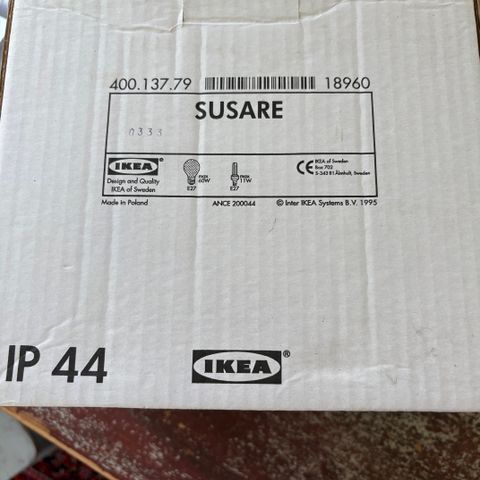 400.137.79 18960
SUSARE
0333
IKEA®
Design and Quality
IKEA of Sweden
max
60W
E27
max
11W
E27
CE
IKEA of Sweden
Box 702
S-343 81 Älmhult, Sweden
Made in Poland ANCE 200044 © Inter IKEA Systems B.V. 1995
IP 44
IKEA®